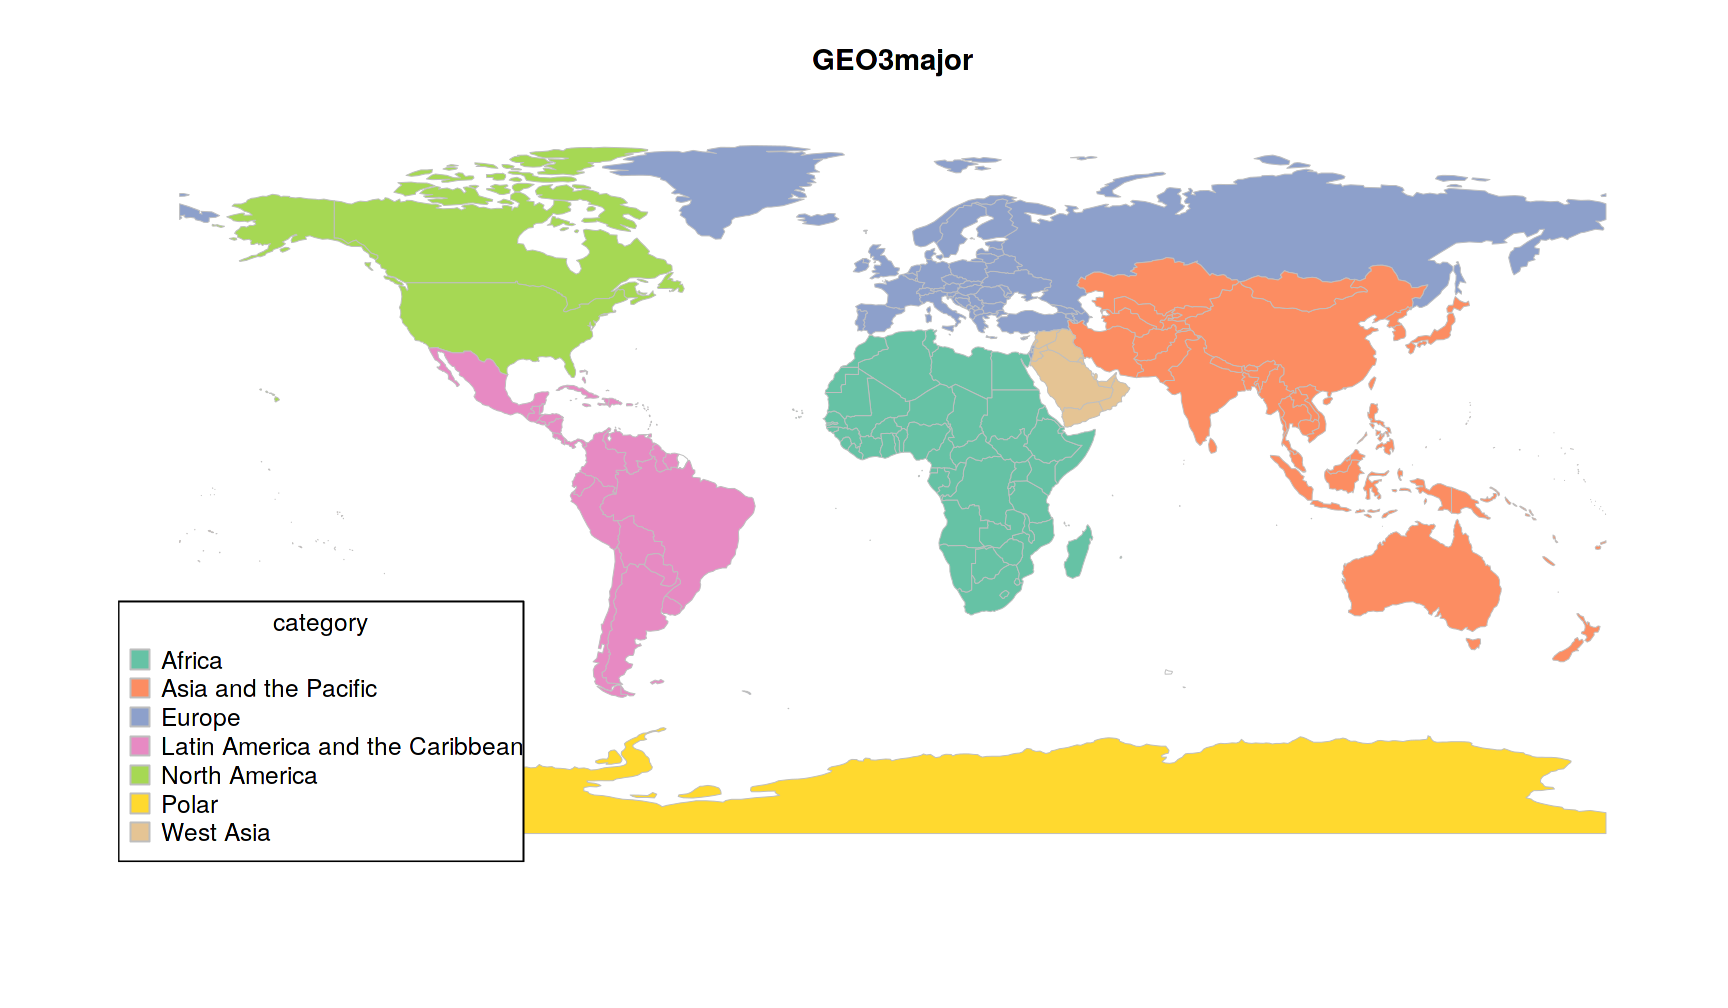 GEO3major
category
Africa
Asia and the Pacific
Europe
Latin America and the Caribbean
North America
Polar
West Asia